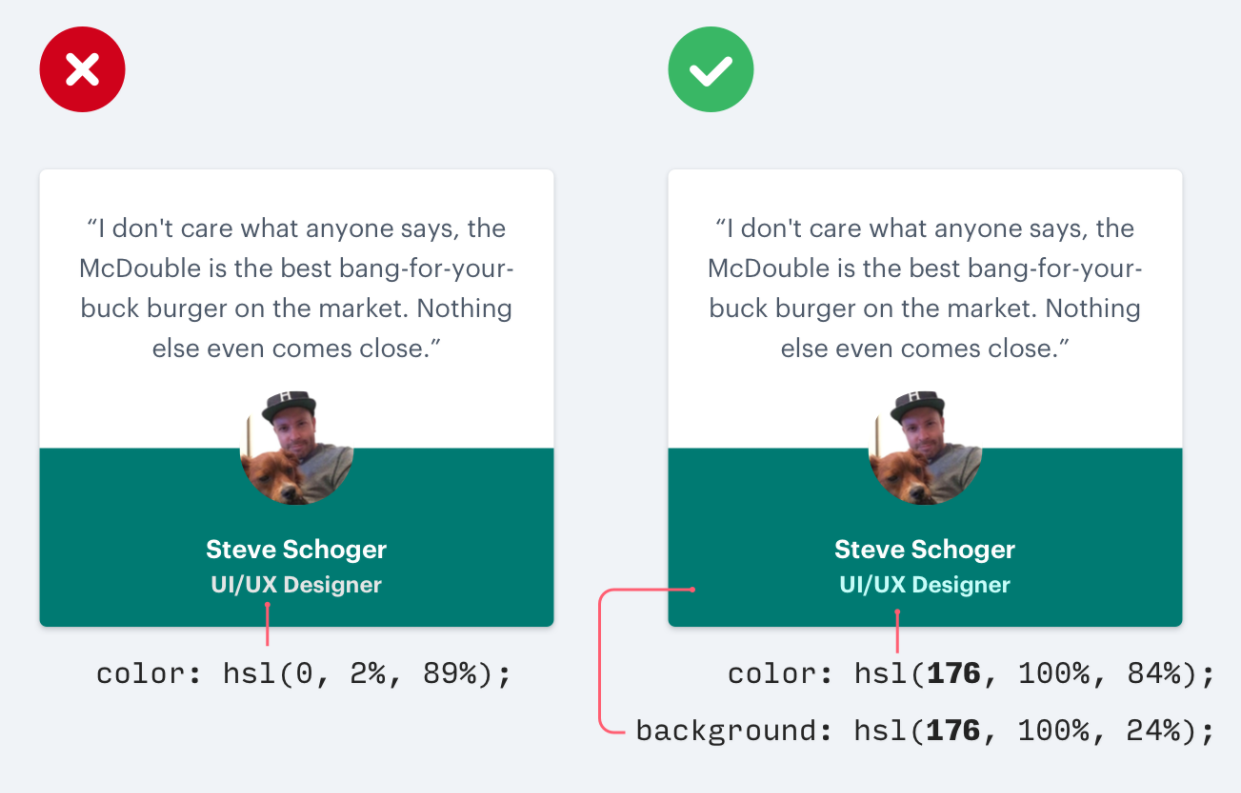 “I don't care what anyone says, the
McDouble is the best bang-for-your-
buck burger on the market. Nothing
else even comes close.”
Steve Schoger
UI/UX Designer
color: hsl(0, 2%, 89%);
“I don't care what anyone says, the
McDouble is the best bang-for-your-
buck burger on the market. Nothing
else even comes close.”
Steve Schoger
UI/UX Designer
color: hsl(176, 100%, 84%);
background: hsl(176, 100%, 24%);